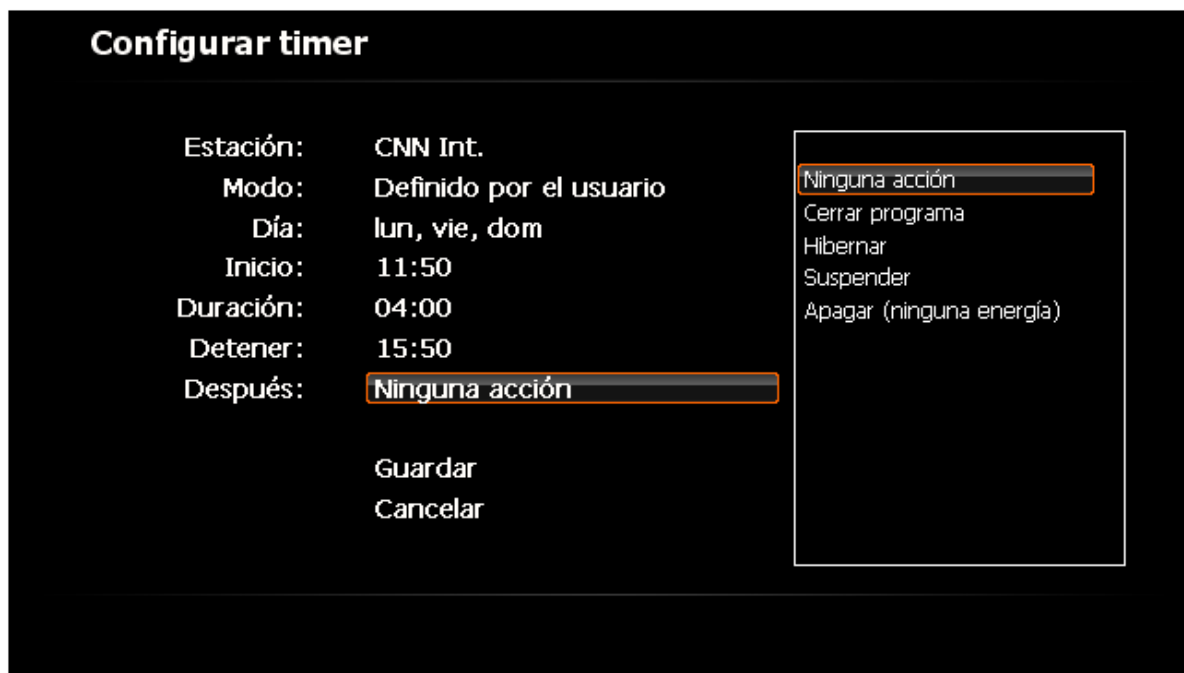 Configurar timer
Estación: CNN Int.
Modo: Definido por el usuario
Día: lun, vie, dom
Inicio: 11:50
Duración: 04:00
Detener: 15:50
Después: Ninguna acción
Guardar
Cancelar
Ninguna acción
Cerrar programa
Hibernar
Suspender
Apagar (ninguna energía)